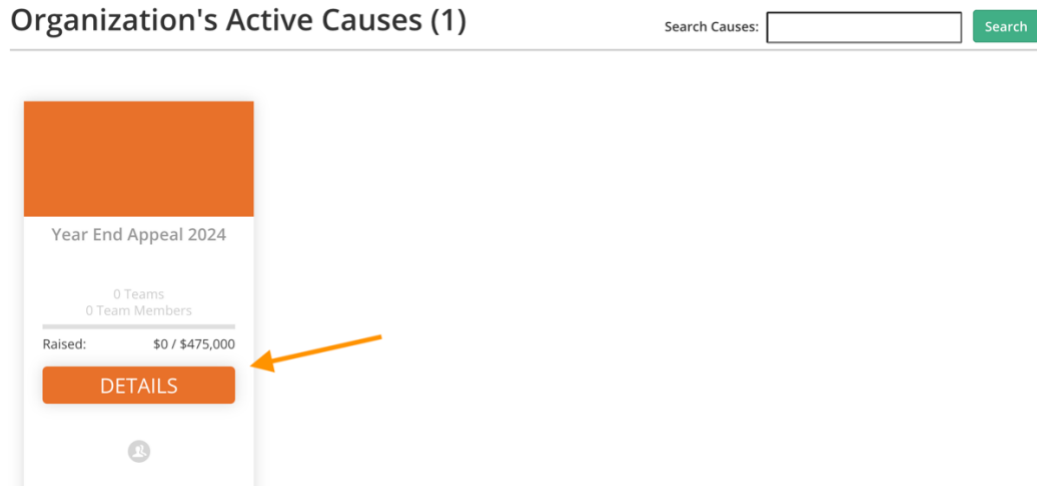 Organization's Active Causes (1)
Search Causes:
Search
Year End Appeal 2024
0 Teams
0 Team Members
Raised: $0 / $475,000
DETAILS